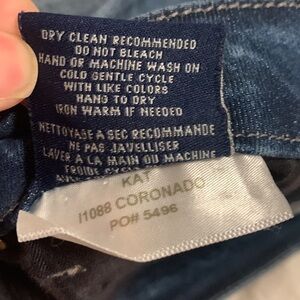 DRY CLEAN RECOMMENDED
DO NOT BLEACH
HAND OR MACHINE WASH ON
COLD GENTLE CYCLE
WITH LIKE COLORS
HANG TO DRY
IRON WARM IF NEEDED
NETTOYAGE A SEC RECOMMANDE
NE PAS JAVELLISER
LAVER A LA MAIN OU MACHINE
FROIDE
KAT
I1088 CORONADO
PO# 5496